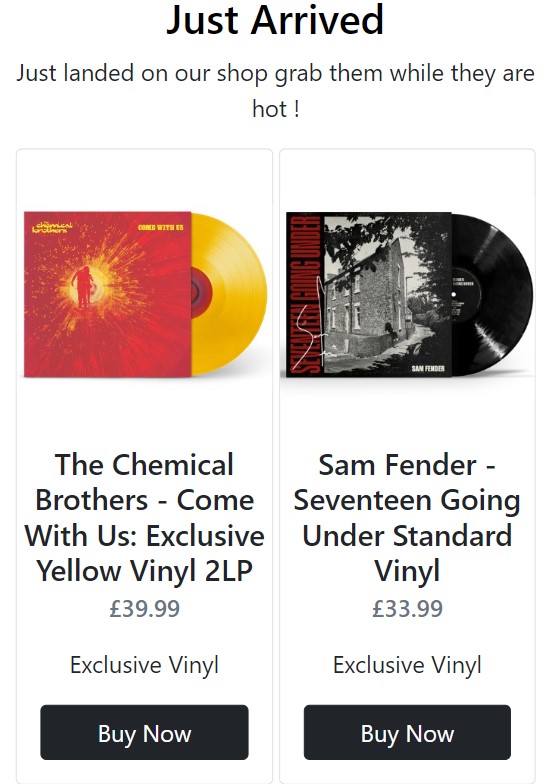 Just Arrived
Just landed on our shop grab them while they are
hot !
the
chemical
brothers
COME WITH US
SEVENTEEN GOING UNDER
SAM FENDER
The Chemical
Brothers - Come
With Us: Exclusive
Yellow Vinyl 2LP
£39.99
Exclusive Vinyl
Buy Now
Sam Fender -
Seventeen Going
Under Standard
Vinyl
£33.99
Exclusive Vinyl
Buy Now